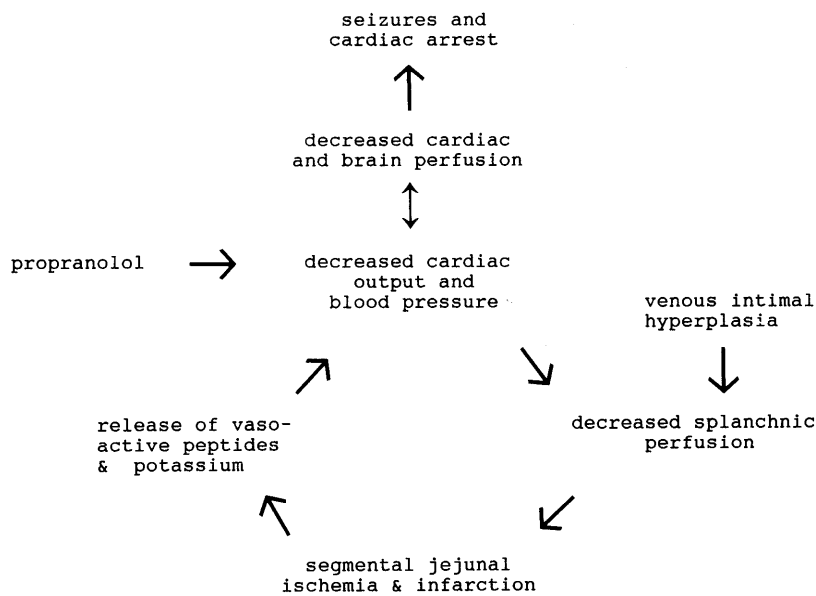 seizures and
cardiac arrest
decreased cardiac
and brain perfusion
propranolol
decreased cardiac
output and
blood pressure
venous intimal
hyperplasia
release of vaso-
active peptides
& potassium
decreased splanchnic
perfusion
segmental jejunal
ischemia & infarction